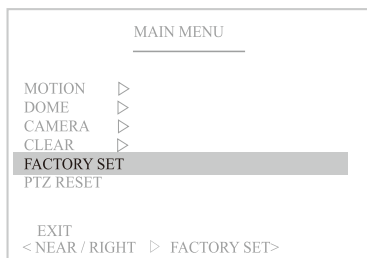 MAIN MENU
MOTION ▷
DOME ▷
CAMERA ▷
CLEAR ▷
FACTORY SET
PTZ RESET
EXIT
< NEAR / RIGHT ▷ FACTORY SET>